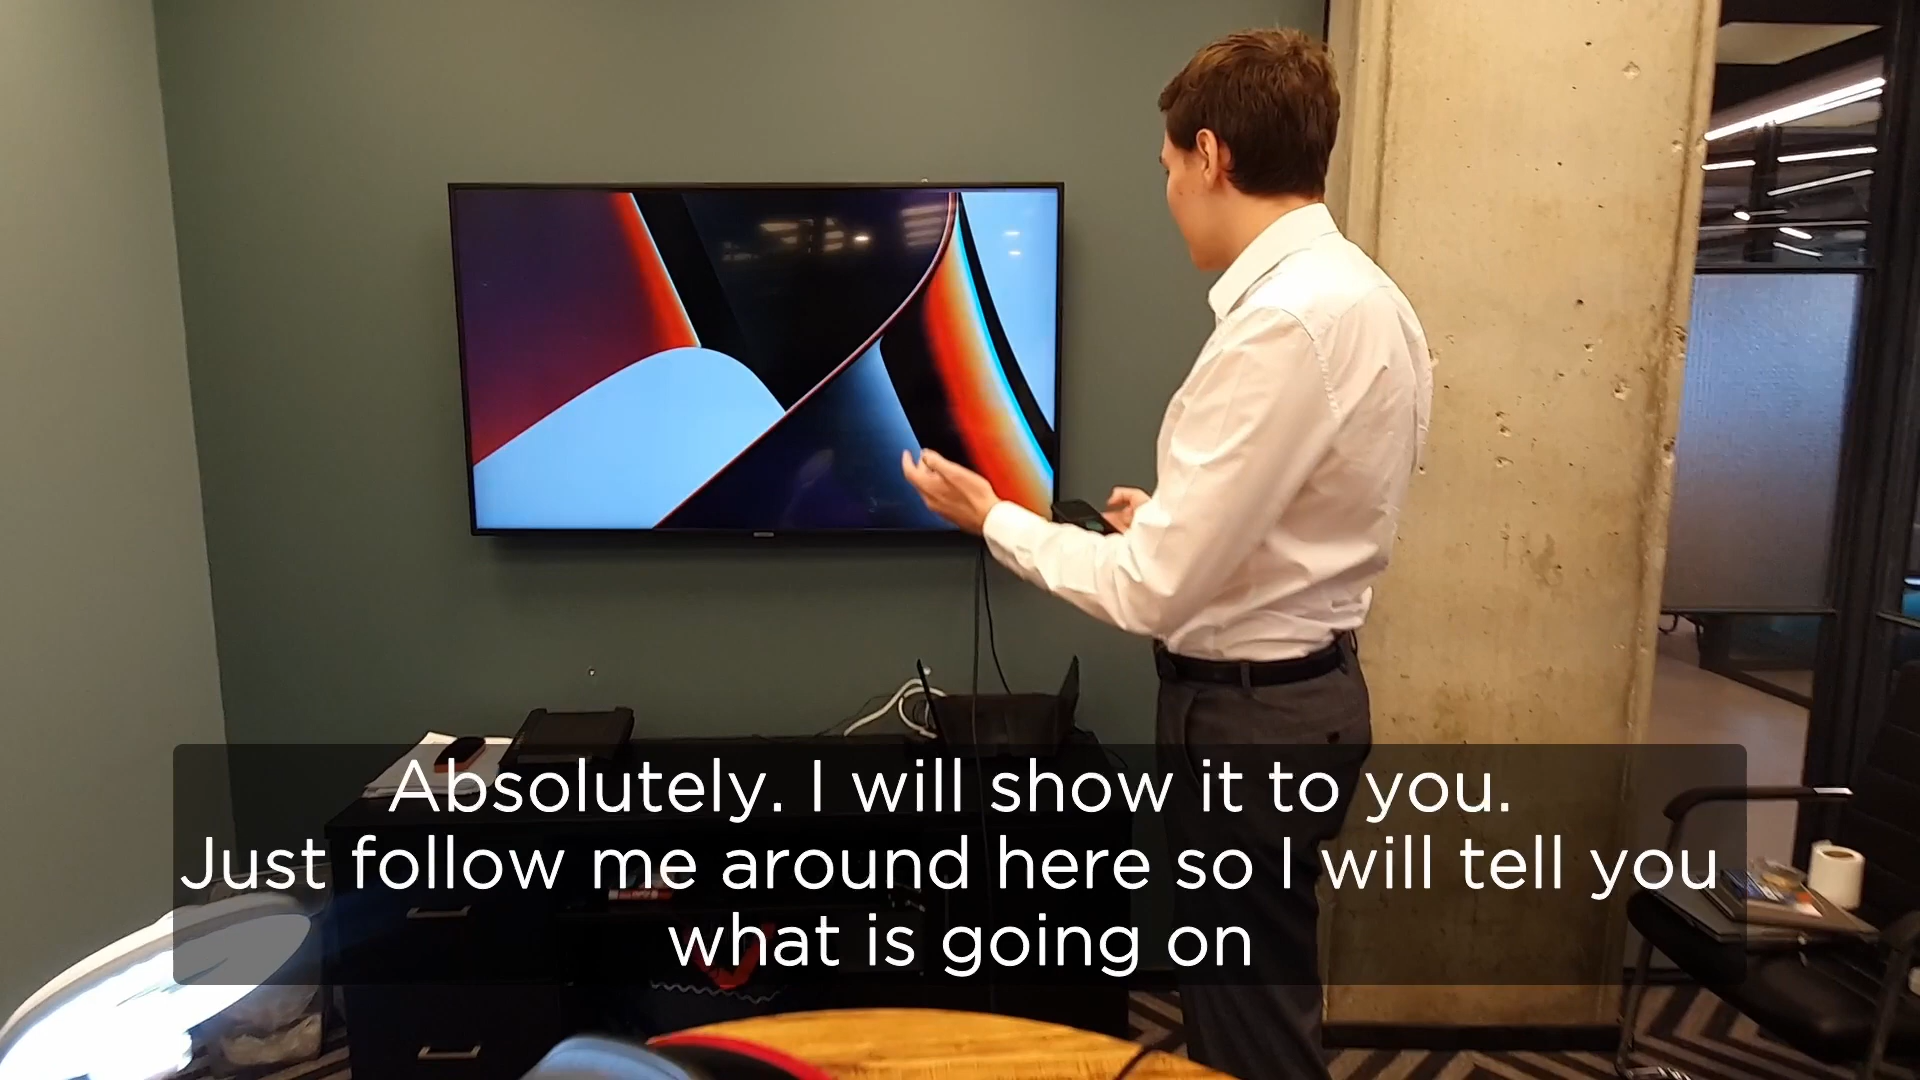 Absolutely. I will show it to you.
Just follow me around here so I will tell you
what is going on